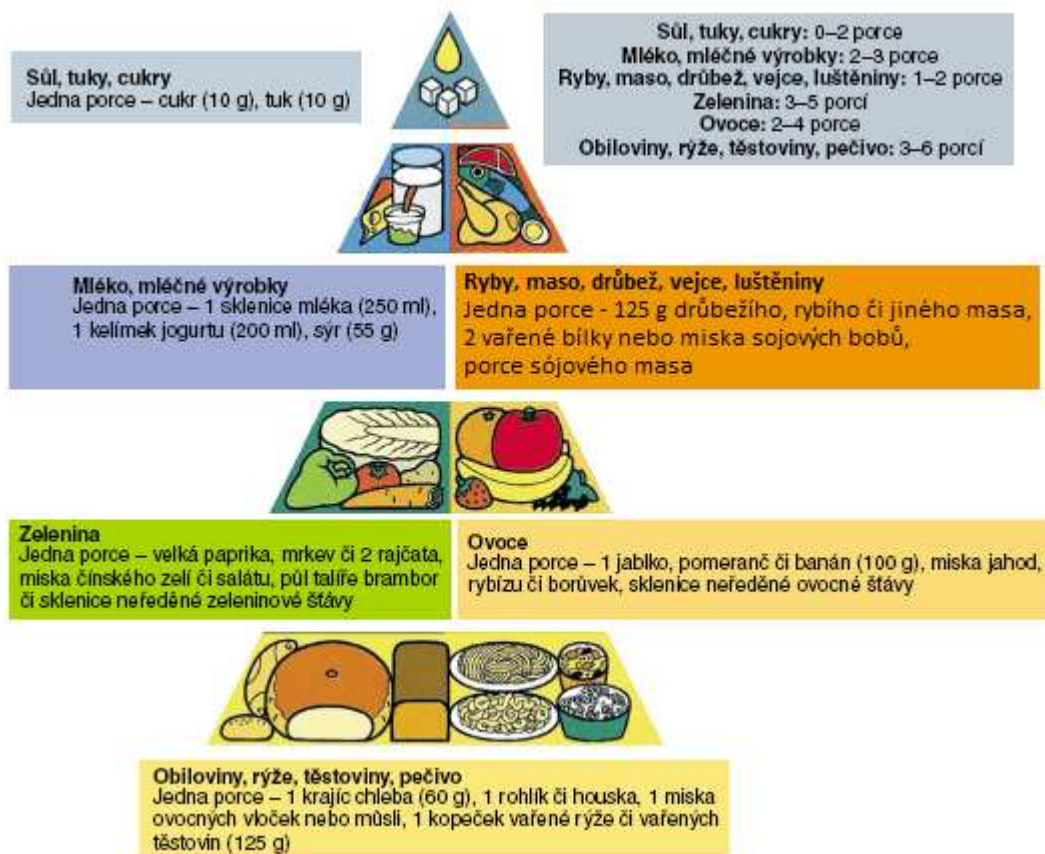 Sůl, tuky, cukry
Jedna porce – cukr (10 g), tuk (10 g)
Sůl, tuky, cukry: 0–2 porce
Mléko, mléčné výrobky: 2–3 porce
Ryby, maso, drůbež, vejce, luštěniny: 1–2 porce
Zelenina: 3–5 porcí
Ovoce: 2–4 porce
Obiloviny, rýže, těstoviny, pečivo: 3–6 porcí
Mléko, mléčné výrobky
Jedna porce – 1 sklenice mléka (250 ml),
1 kelímek jogurtu (200 ml), sýr (55 g)
Ryby, maso, drůbež, vejce, luštěniny
Jedna porce - 125 g drůbežího, rybího či jiného masa,
2 vařené bílky nebo miska sojových bobů,
porce sójového masa
Zelenina
Jedna porce – velká paprika, mrkev či 2 rajčata,
miska čínského zelí či salátu, půl talíře brambor
či sklenice neředěné zeleninové šťávy
Ovoce
Jedna porce – 1 jablko, pomeranč či banán (100 g), miska jahod,
rybízu či borůvek, sklenice neředěné ovocné šťávy
Obiloviny, rýže, těstoviny, pečivo
Jedna porce – 1 krajíc chleba (60 g), 1 rohlík či houska, 1 miska
ovocných vloček nebo műsli, 1 kopeček vařené rýže či vařených
těstovin (125 g)